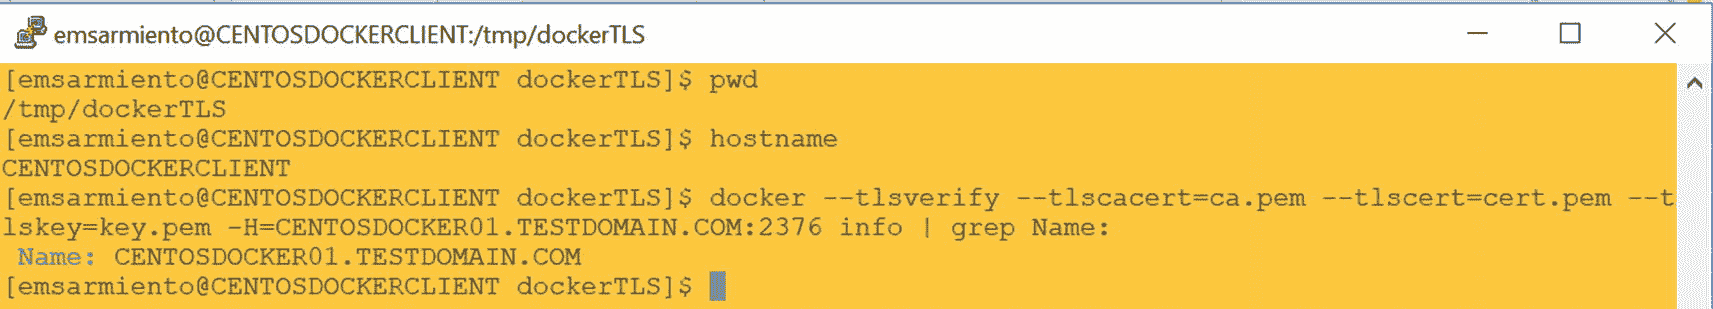 emsarmiento@CENTOSDOCKERCLIENT:/tmp/dockerTLS
[emsarmiento@CENTOSDOCKERCLIENT dockerTLS]$ pwd
/tmp/dockerTLS
[emsarmiento@CENTOSDOCKERCLIENT dockerTLS]$ hostname
CENTOSDOCKERCLIENT
[emsarmiento@CENTOSDOCKERCLIENT dockerTLS]$ docker --tlsverify --tlscacert=ca.pem --tlscert=cert.pem --t
lskey=key.pem -H=CENTOSDOCKER01.TESTDOMAIN.COM:2376 info | grep Name:
Name: CENTOSDOCKER01.TESTDOMAIN.COM
[emsarmiento@CENTOSDOCKERCLIENT dockerTLS]$